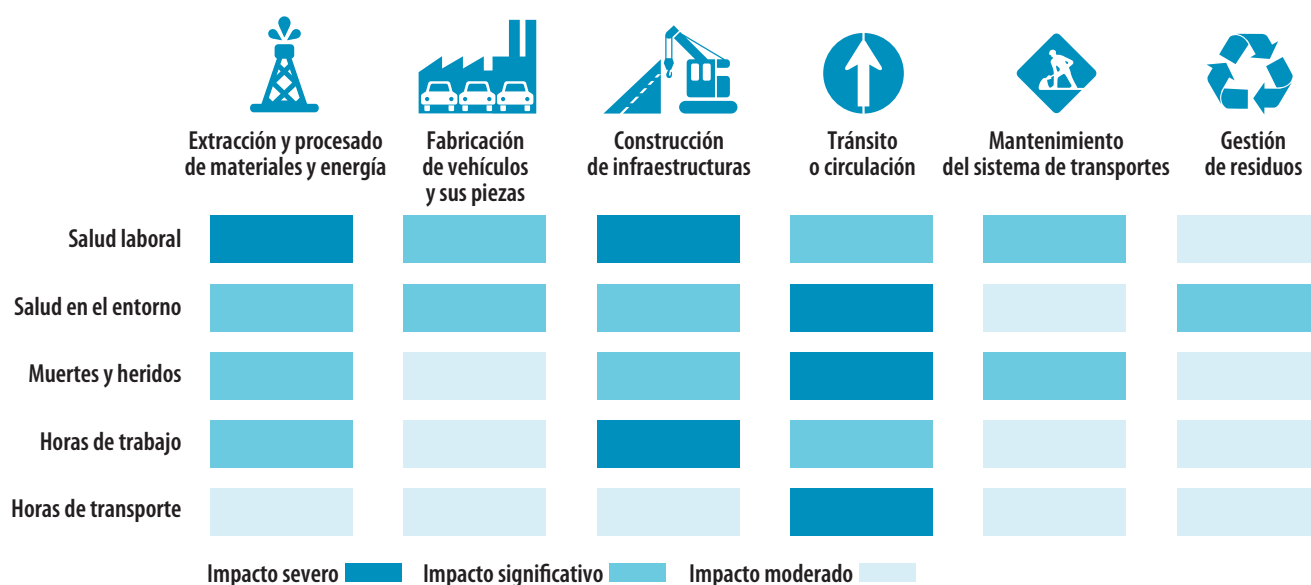 Extracción y procesado
de materiales y energía
Fabricación
de vehículos
y sus piezas
Construcción
de infraestructuras
Tránsito
o circulación
Mantenimiento
del sistema de transportes
Gestión
de residuos
Salud laboral
Salud en el entorno
Muertes y heridos
Horas de trabajo
Horas de transporte
Impacto severo
Impacto significativo
Impacto moderado